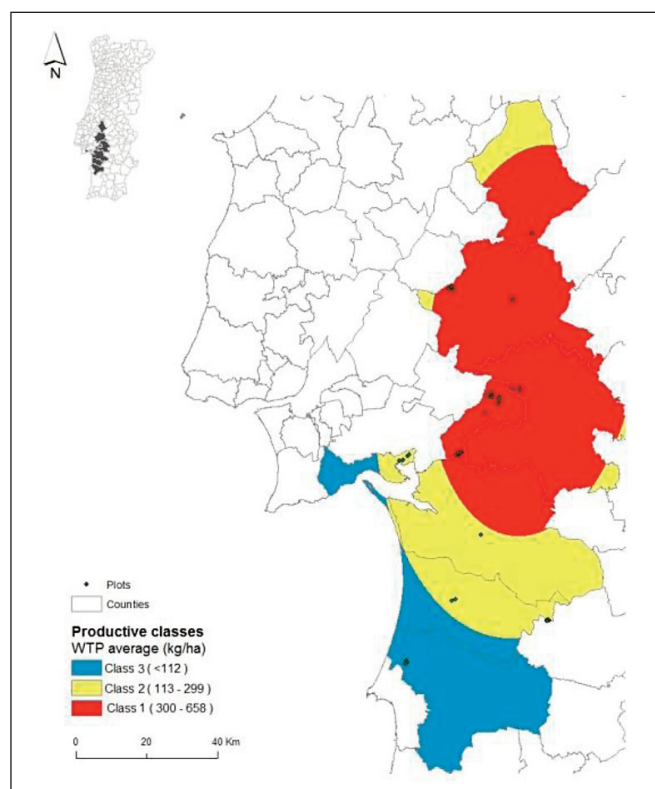 N
Plots
Counties
Productive classes
WTP average (kg/ha)
Class 3 ( <112 )
Class 2 ( 113 - 299 )
Class 1 ( 300 - 658 )
0 20 40 Km